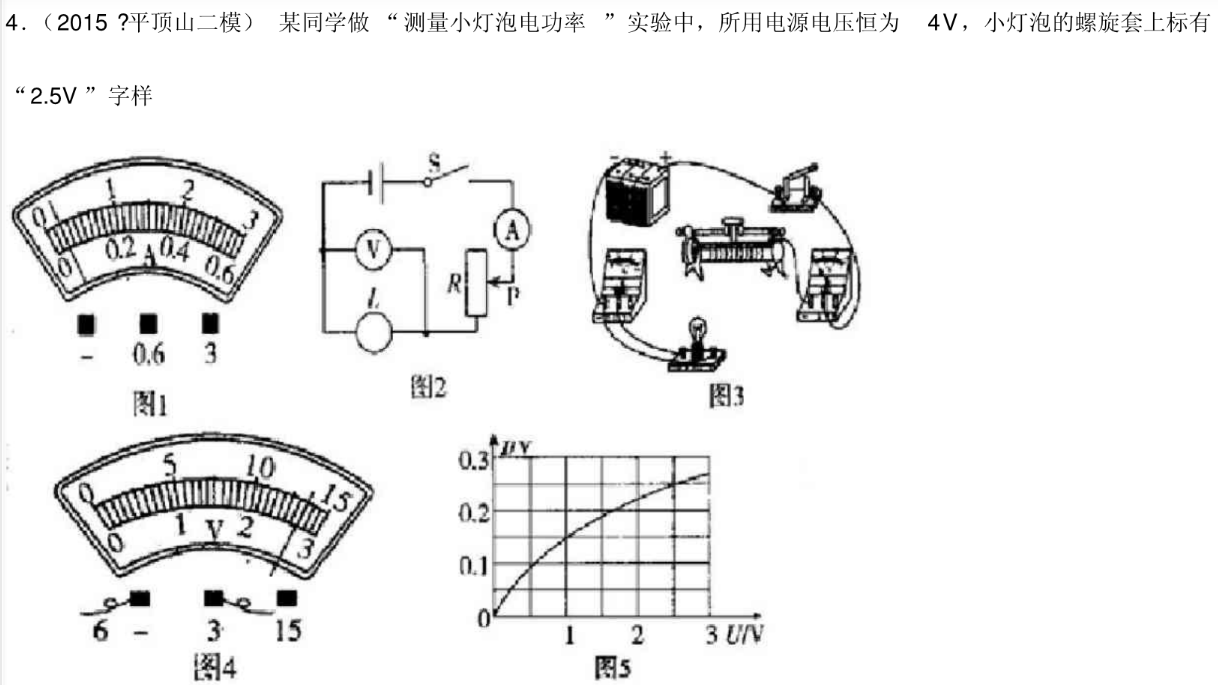 4.（2015 ?平顶山二模） 某同学做 “测量小灯泡电功率 ”实验中，所用电源电压恒为 4V，小灯泡的螺旋套上标有
“2.5V ”字样
0 1 2 3
0 0.2 A 0.4 0.6
- 0.6 3
图1
S
A
V
R P
L
图2
- +
图3
0 5 10 15
0 1 V 2 3
6 - 3 15
图4
0.3
0.2
0.1
0 1 2 3 U/V
图5